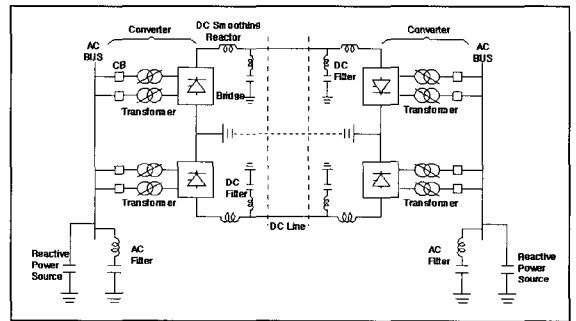 Converter
DC Smoothing
Reactor
Converter
AC
BUS
CB
Bridge
DC
Filter
AC
BUS
Transformer
Transformer
DC
Filter
Transformer
Transformer
DC Line
Reactive
Power
Source
AC
Filter
AC
Filter
Reactive
Power
Source